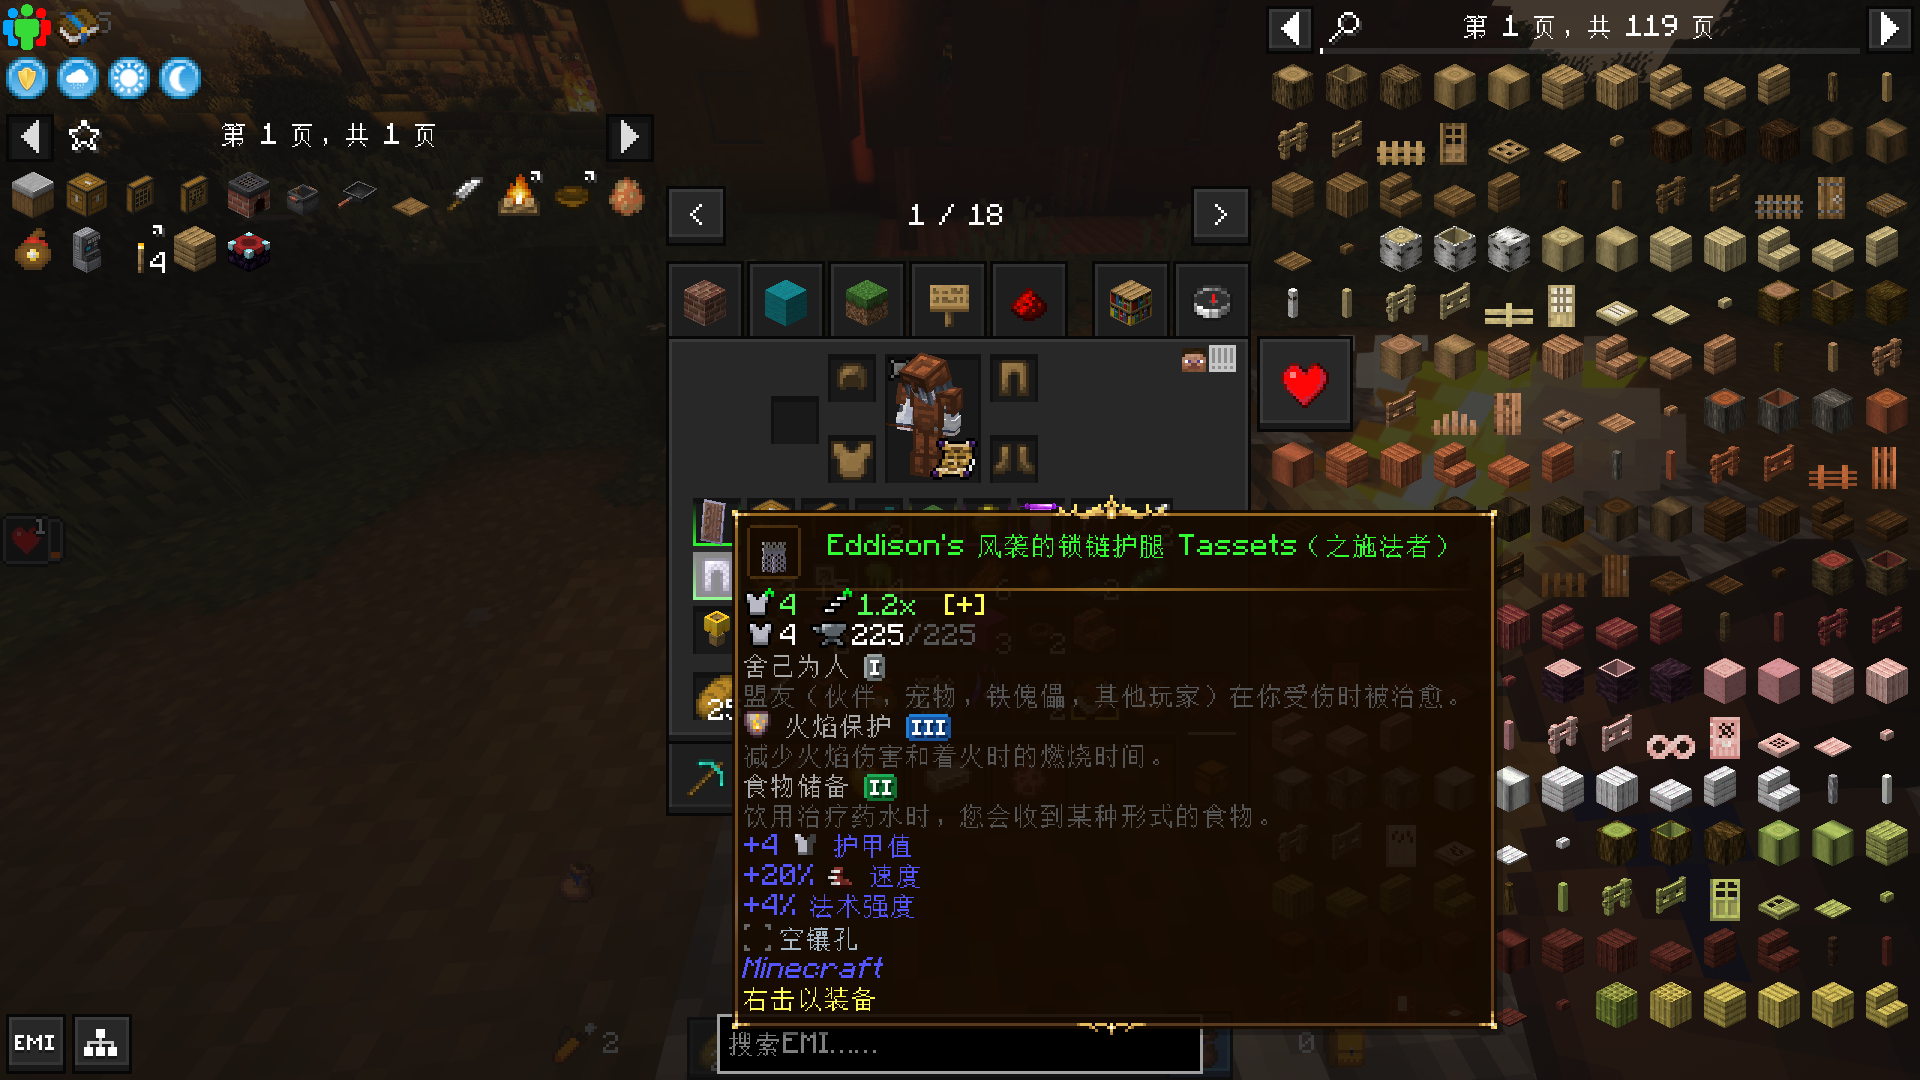 5
第 1 页, 共 119 页
第 1 页, 共 1 页
4
<
1 / 18
>
1
Eddison's 风袭的锁链护腿 Tassets（之施法者）
4 1.2x [+]
4 225/225
舍己为人 I
盟友（伙伴，宠物，铁傀儡，其他玩家）在你受伤时被治愈。
火焰保护 III
减少火焰伤害和着火时的燃烧时间。
食物储备 II
饮用治疗药水时，您会收到某种形式的食物。
+4 护甲值
+20% 速度
+4% 法术强度
空镶孔
Minecraft
右击以装备
EMI
2
搜索EMI......
0